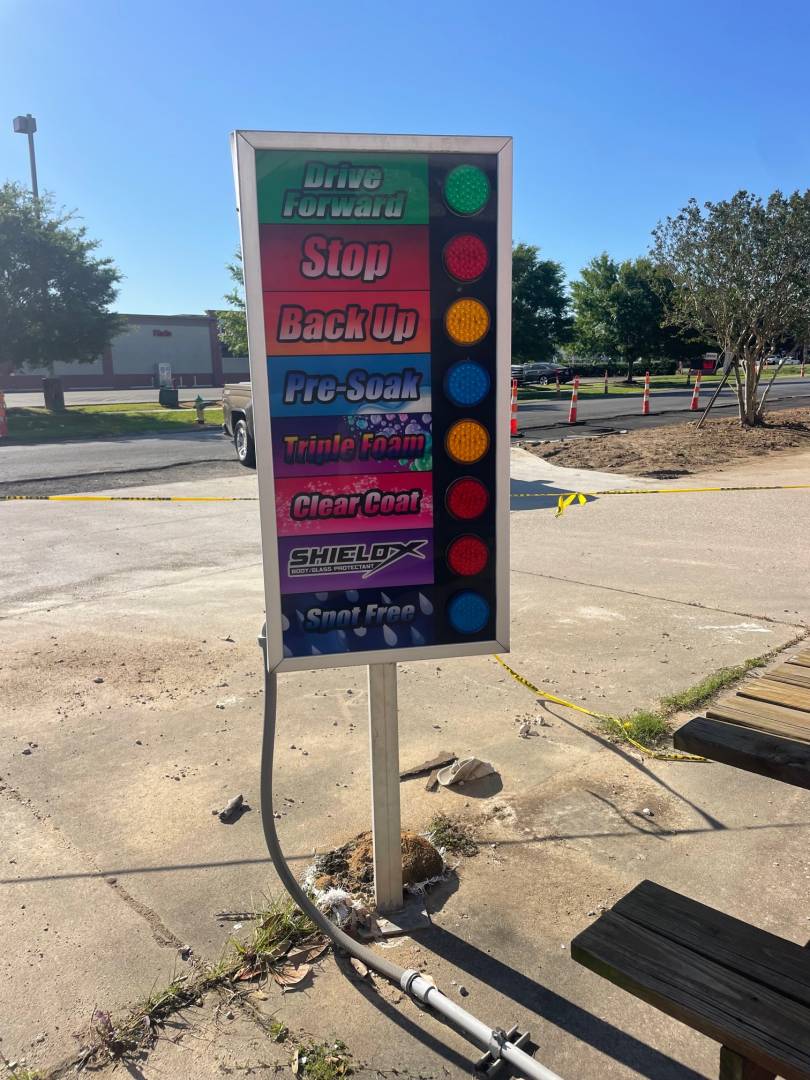 Drive
Forward
Stop
Back Up
Pre-Soak
Triple Foam
Clear Coat
SHIELDX
BODY/GLASS PROTECTANT
Spot Free